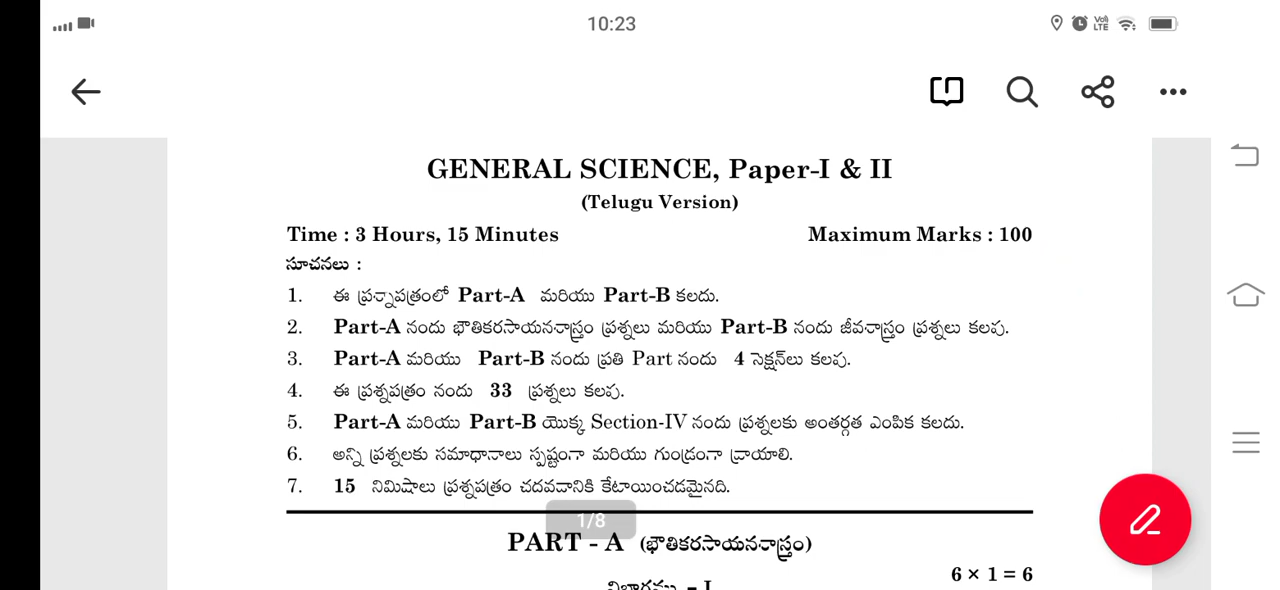 10:23
Vo) LTE
GENERAL SCIENCE, Paper-I & II
(Telugu Version)
Time : 3 Hours, 15 Minutes Maximum Marks : 100
సూచనలు :
1. ఈ ప్రశ్నాపత్రంలో Part-A మరియు Part-B కలదు.
2. Part-A నందు భౌతికరసాయనశాస్త్రం ప్రశ్నలు మరియు Part-B నందు జీవశాస్త్రం ప్రశ్నలు కలవు.
3. Part-A మరియు Part-B నందు ప్రతి Part నందు 4 సెక్షన్‌లు కలవు.
4. ఈ ప్రశ్నపత్రం నందు 33 ప్రశ్నలు కలవు.
5. Part-A మరియు Part-B యొక్క Section-IV నందు ప్రశ్నలకు అంతర్గత ఎంపిక కలదు.
6. అన్ని ప్రశ్నలకు సమాధానాలు స్పష్టంగా మరియు గుండ్రంగా వ్రాయాలి.
7. 15 నిమిషాలు ప్రశ్నపత్రం చదవడానికి కేటాయించడమైనది.
1/8
PART - A (భౌతికరసాయనశాస్త్రం)
6 × 1 = 6
విభాగము – I